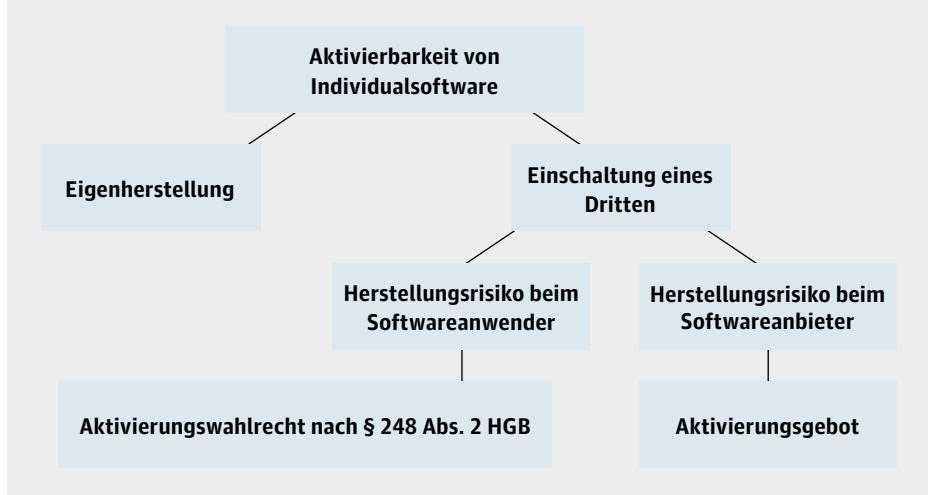 Aktivierbarkeit von
Individualsoftware
Eigenherstellung
Einschaltung eines
Dritten
Herstellungsrisiko beim
Softwareanwender
Herstellungsrisiko beim
Softwareanbieter
Aktivierungswahlrecht nach § 248 Abs. 2 HGB
Aktivierungsgebot